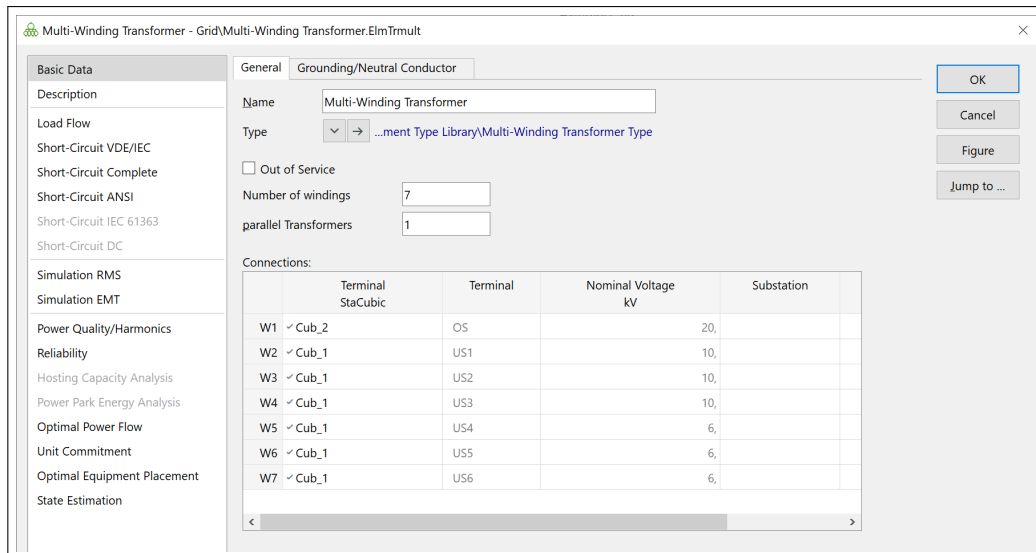 Multi-Winding Transformer - Grid\Multi-Winding Transformer.ElmTrmult
Basic Data
Description
Load Flow
Short-Circuit VDE/IEC
Short-Circuit Complete
Short-Circuit ANSI
Short-Circuit IEC 61363
Short-Circuit DC
Simulation RMS
Simulation EMT
Power Quality/Harmonics
Reliability
Hosting Capacity Analysis
Power Park Energy Analysis
Optimal Power Flow
Unit Commitment
Optimal Equipment Placement
State Estimation
General Grounding/Neutral Conductor
Name Multi-Winding Transformer
Type ...ment Type Library\Multi-Winding Transformer Type
Out of Service
Number of windings 7
parallel Transformers 1
Connections:
Terminal Terminal Nominal Voltage Substation
StaCubic kV
W1 Cub_2 OS 20,
W2 Cub_1 US1 10,
W3 Cub_1 US2 10,
W4 Cub_1 US3 10,
W5 Cub_1 US4 6,
W6 Cub_1 US5 6,
W7 Cub_1 US6 6,
OK
Cancel
Figure
Jump to ...